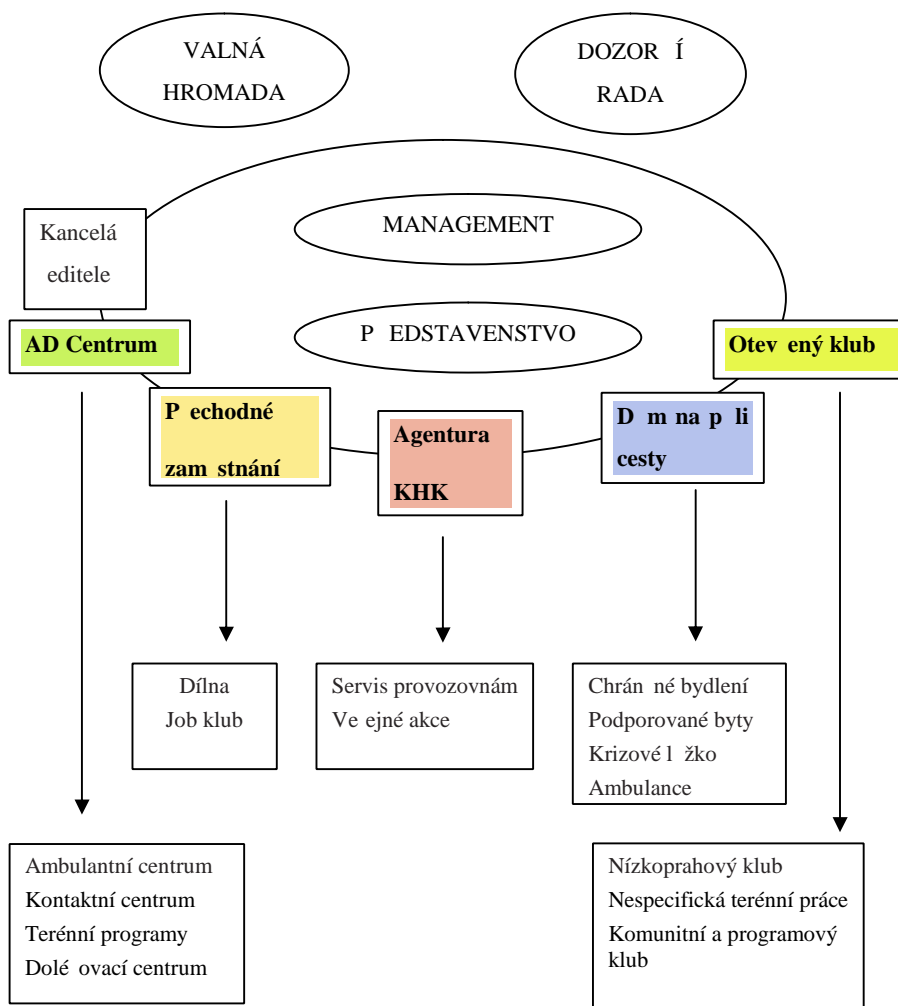 VALNÁ
HROMADA
DOZOR Í
RADA
MANAGEMENT
Kancelá
editele
P EDSTAVENSTVO
AD Centrum
Otev ený klub
P echodné
zam stnání
Agentura
KHK
D m na p li
cesty
Dílna
Job klub
Servis provozovnám
Ve ejné akce
Chrán né bydlení
Podporované byty
Krizové l žko
Ambulance
Ambulantní centrum
Kontaktní centrum
Terénní programy
Dolé ovací centrum
Nízkoprahový klub
Nespecifická terénní práce
Komunitní a programový
klub